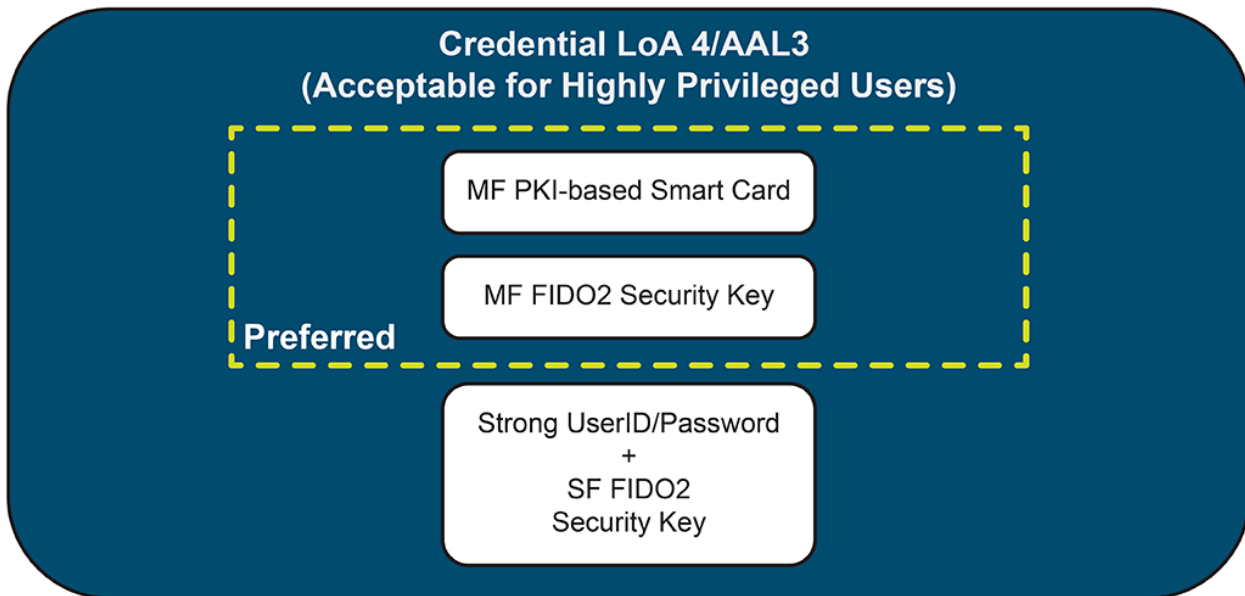 Credential LoA 4/AAL3
(Acceptable for Highly Privileged Users)
MF PKI-based Smart Card
MF FIDO2 Security Key
Preferred
Strong UserID/Password
+
SF FIDO2
Security Key